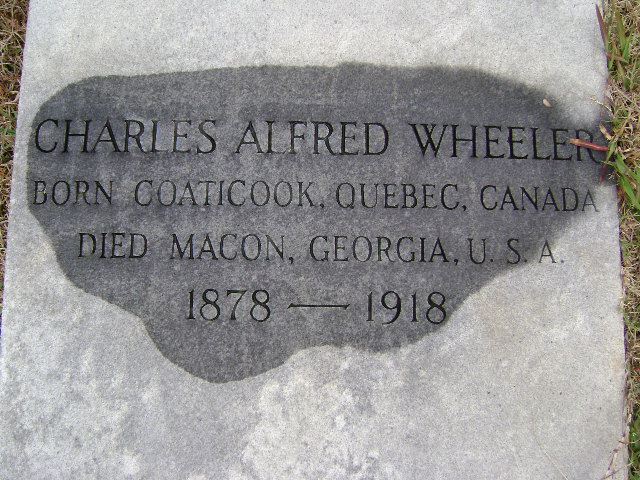 CHARLES ALFRED WHEELER
BORN COATICOOK, QUEBEC, CANADA
DIED MACON, GEORGIA, U. S. A.
1878 — 1918